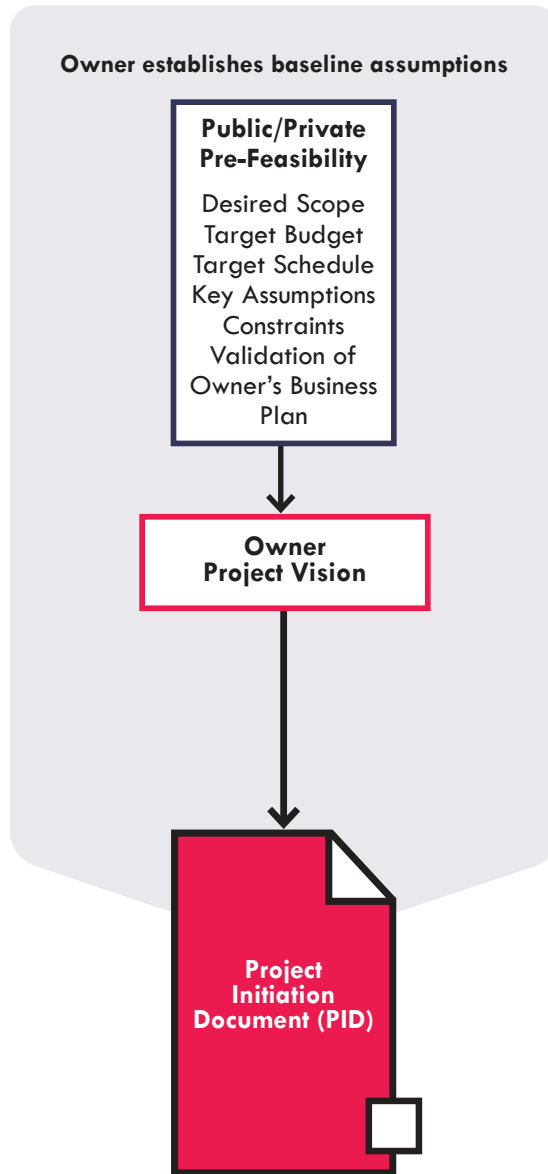 Owner establishes baseline assumptions
Public/Private
Pre-Feasibility
Desired Scope
Target Budget
Target Schedule
Key Assumptions
Constraints
Validation of
Owner’s Business
Plan
Owner
Project Vision
Project
Initiation
Document (PID)